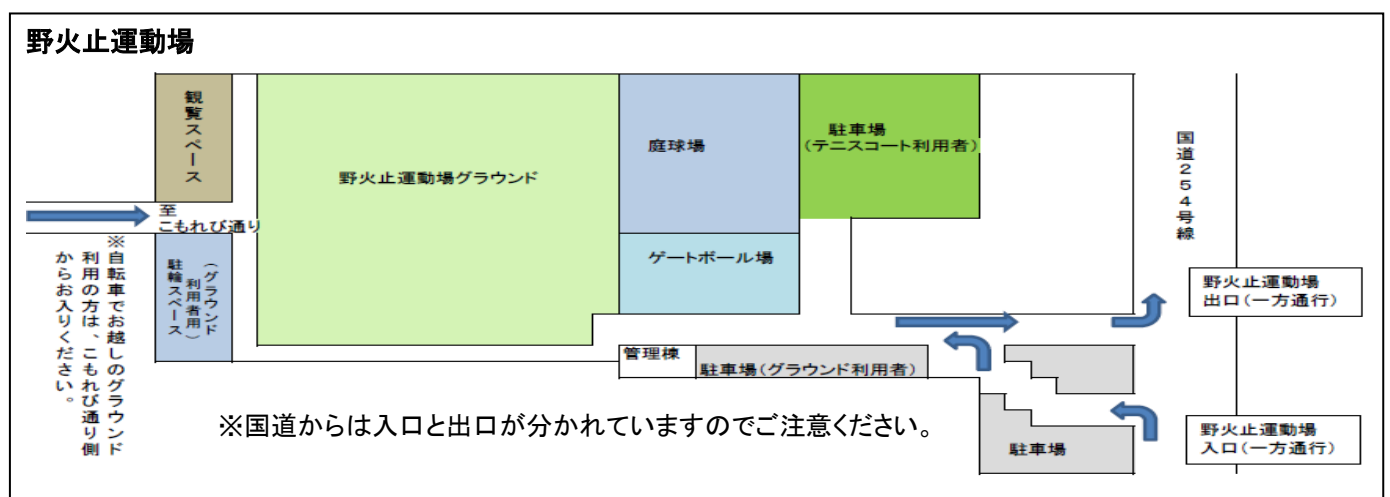 野火止運動場
観覧スペース
野火止運動場グラウンド
庭球場
駐車場
(テニスコート利用者)
国道254号線
至
こもれび通り
ゲートボール場
※自転車でお越しのグラウンド
利用の方は、こもれび通り側
からお入りください。
(グラウンド
利用者用)
駐輪スペース
野火止運動場
出口(一方通行)
管理棟
駐車場(グラウンド利用者)
※国道からは入口と出口が分かれていますのでご注意ください。
駐車場
野火止運動場
入口(一方通行)